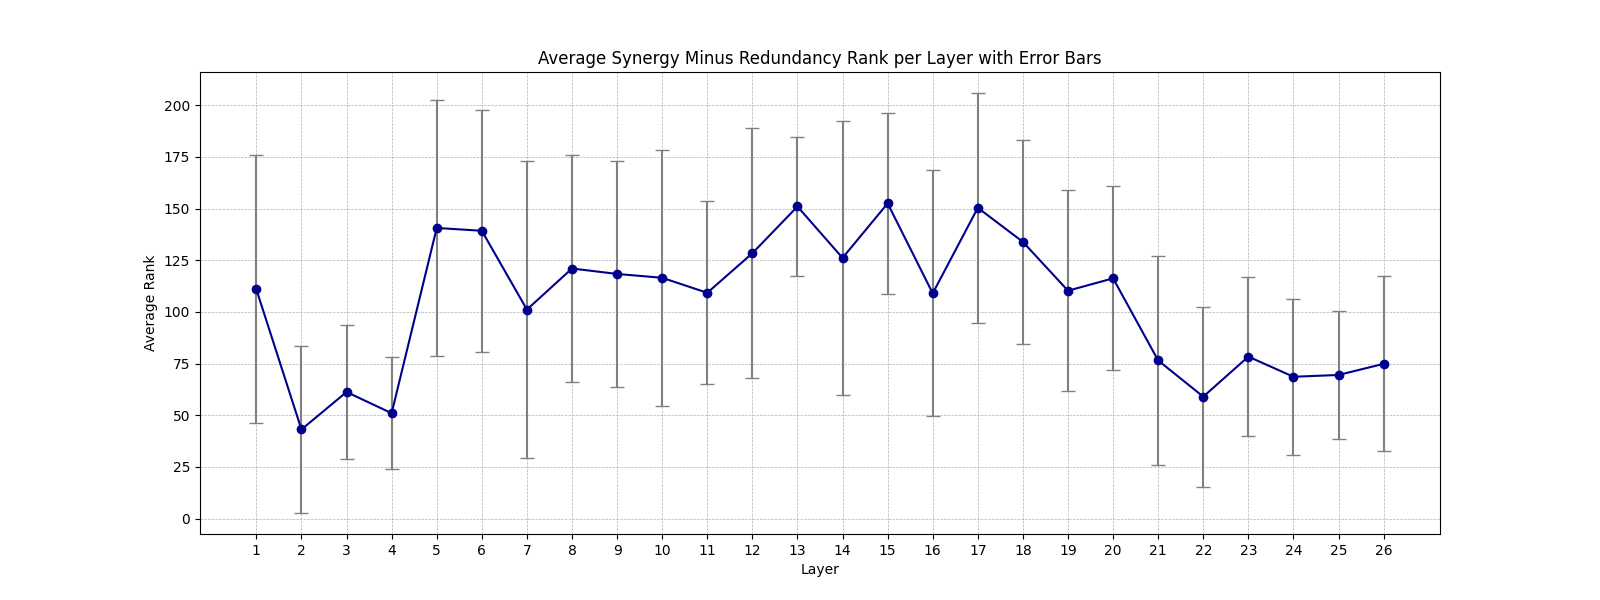 Average Synergy Minus Redundancy Rank per Layer with Error Bars
200
175
150
125
100
75
50
25
0
Average Rank
1 2 3 4 5 6 7 8 9 10 11 12 13 14 15 16 17 18 19 20 21 22 23 24 25 26
Layer